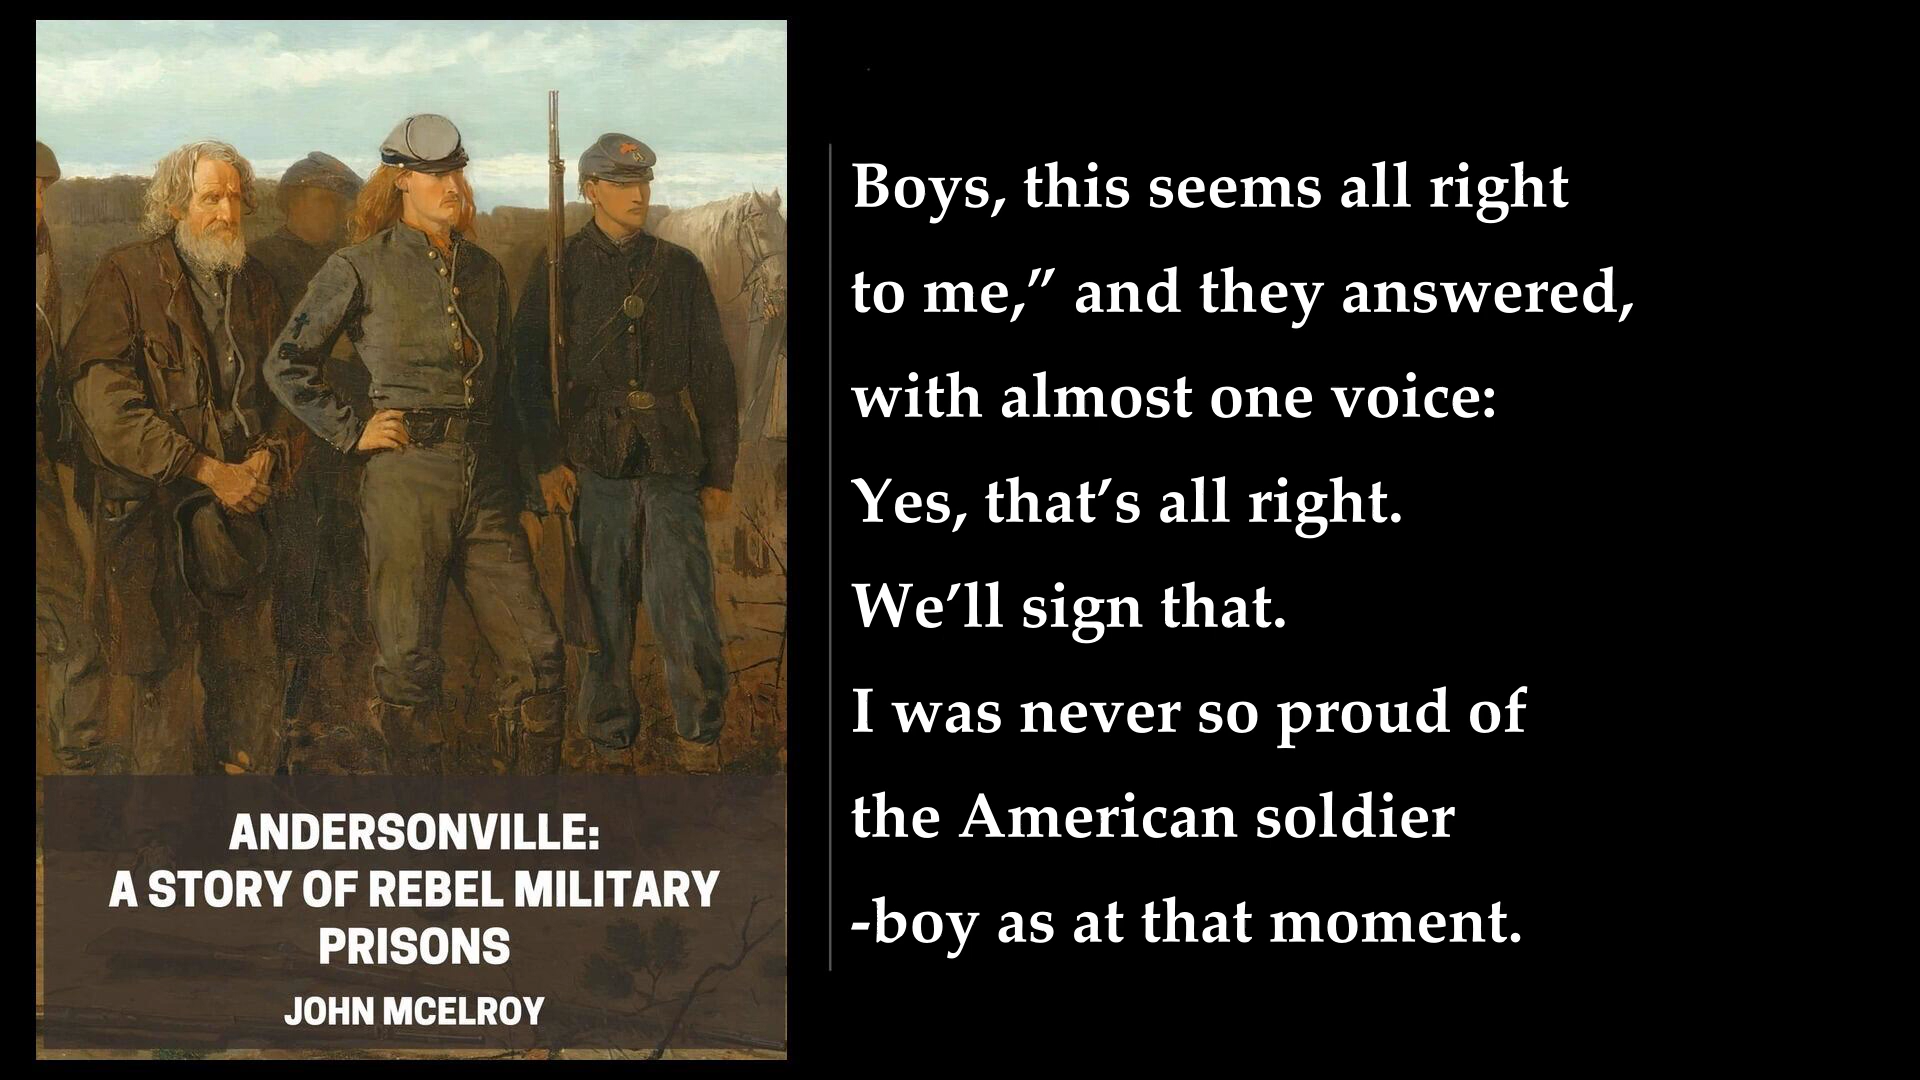 ANDERSONVILLE:
A STORY OF REBEL MILITARY
PRISONS
JOHN MCELROY
Boys, this seems all right
to me,” and they answered,
with almost one voice:
Yes, that’s all right.
We’ll sign that.
I was never so proud of
the American soldier
-boy as at that moment.